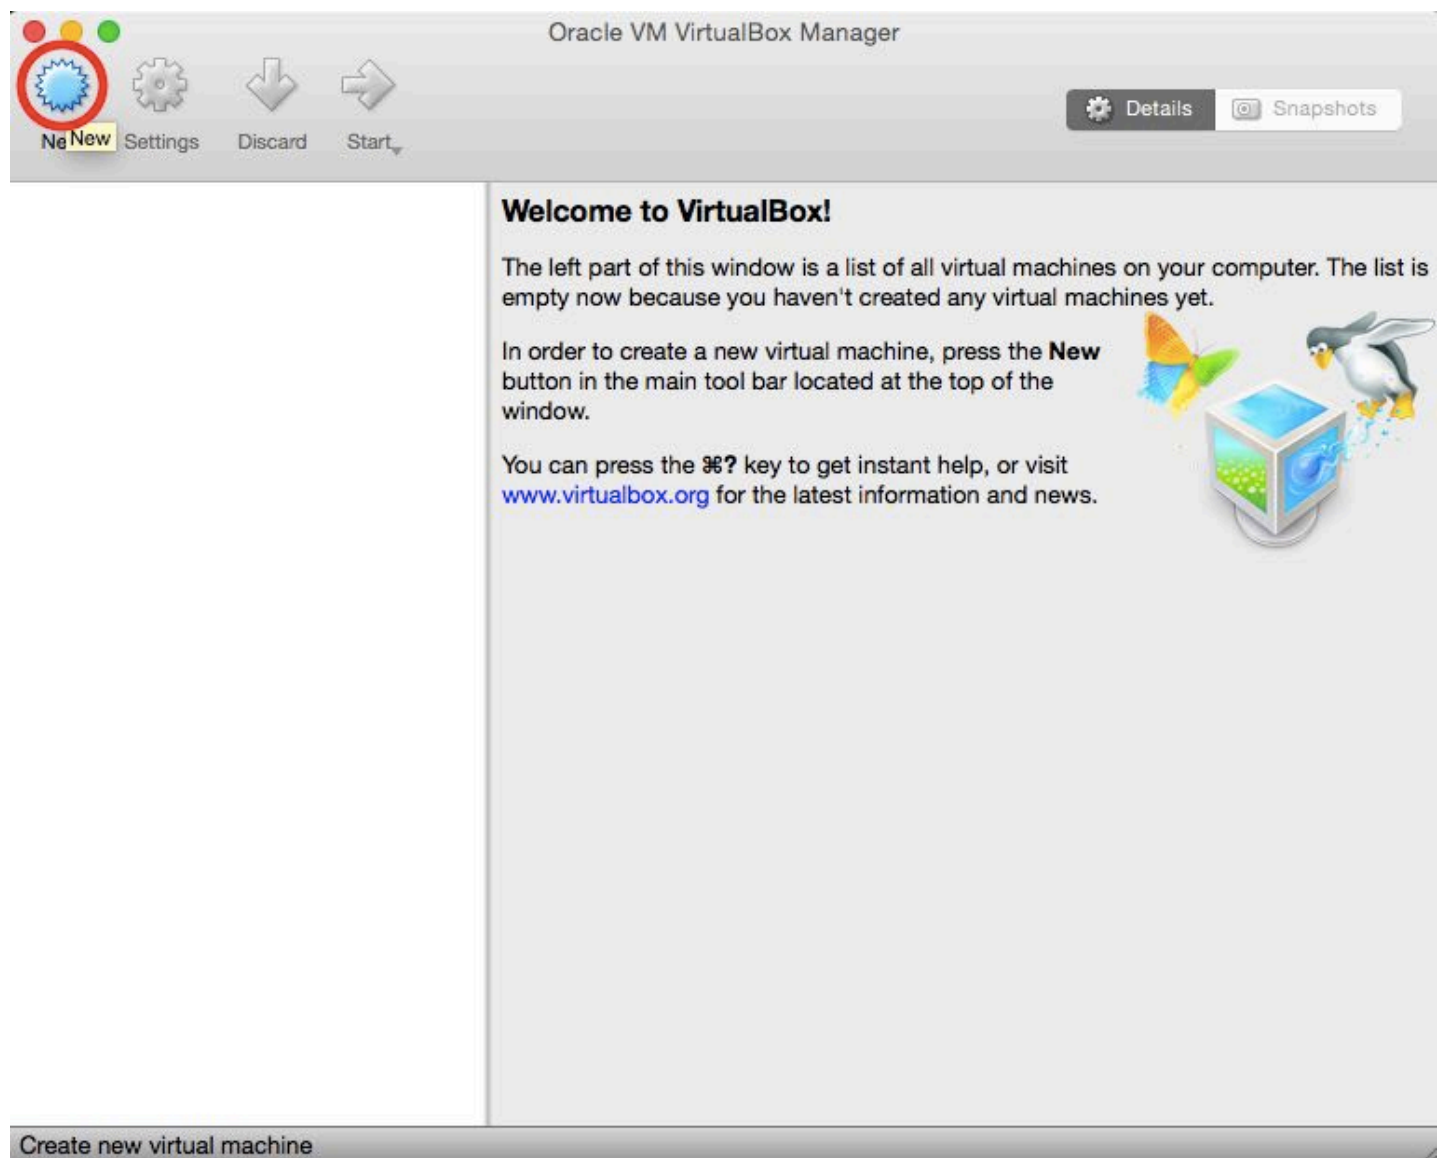 Oracle VM VirtualBox Manager
Details
Snapshots
Ne
New
Settings
Discard
Start
Welcome to VirtualBox!
The left part of this window is a list of all virtual machines on your computer. The list is
empty now because you haven't created any virtual machines yet.
In order to create a new virtual machine, press the New
button in the main tool bar located at the top of the
window.
You can press the ⌘? key to get instant help, or visit
www.virtualbox.org for the latest information and news.
Create new virtual machine